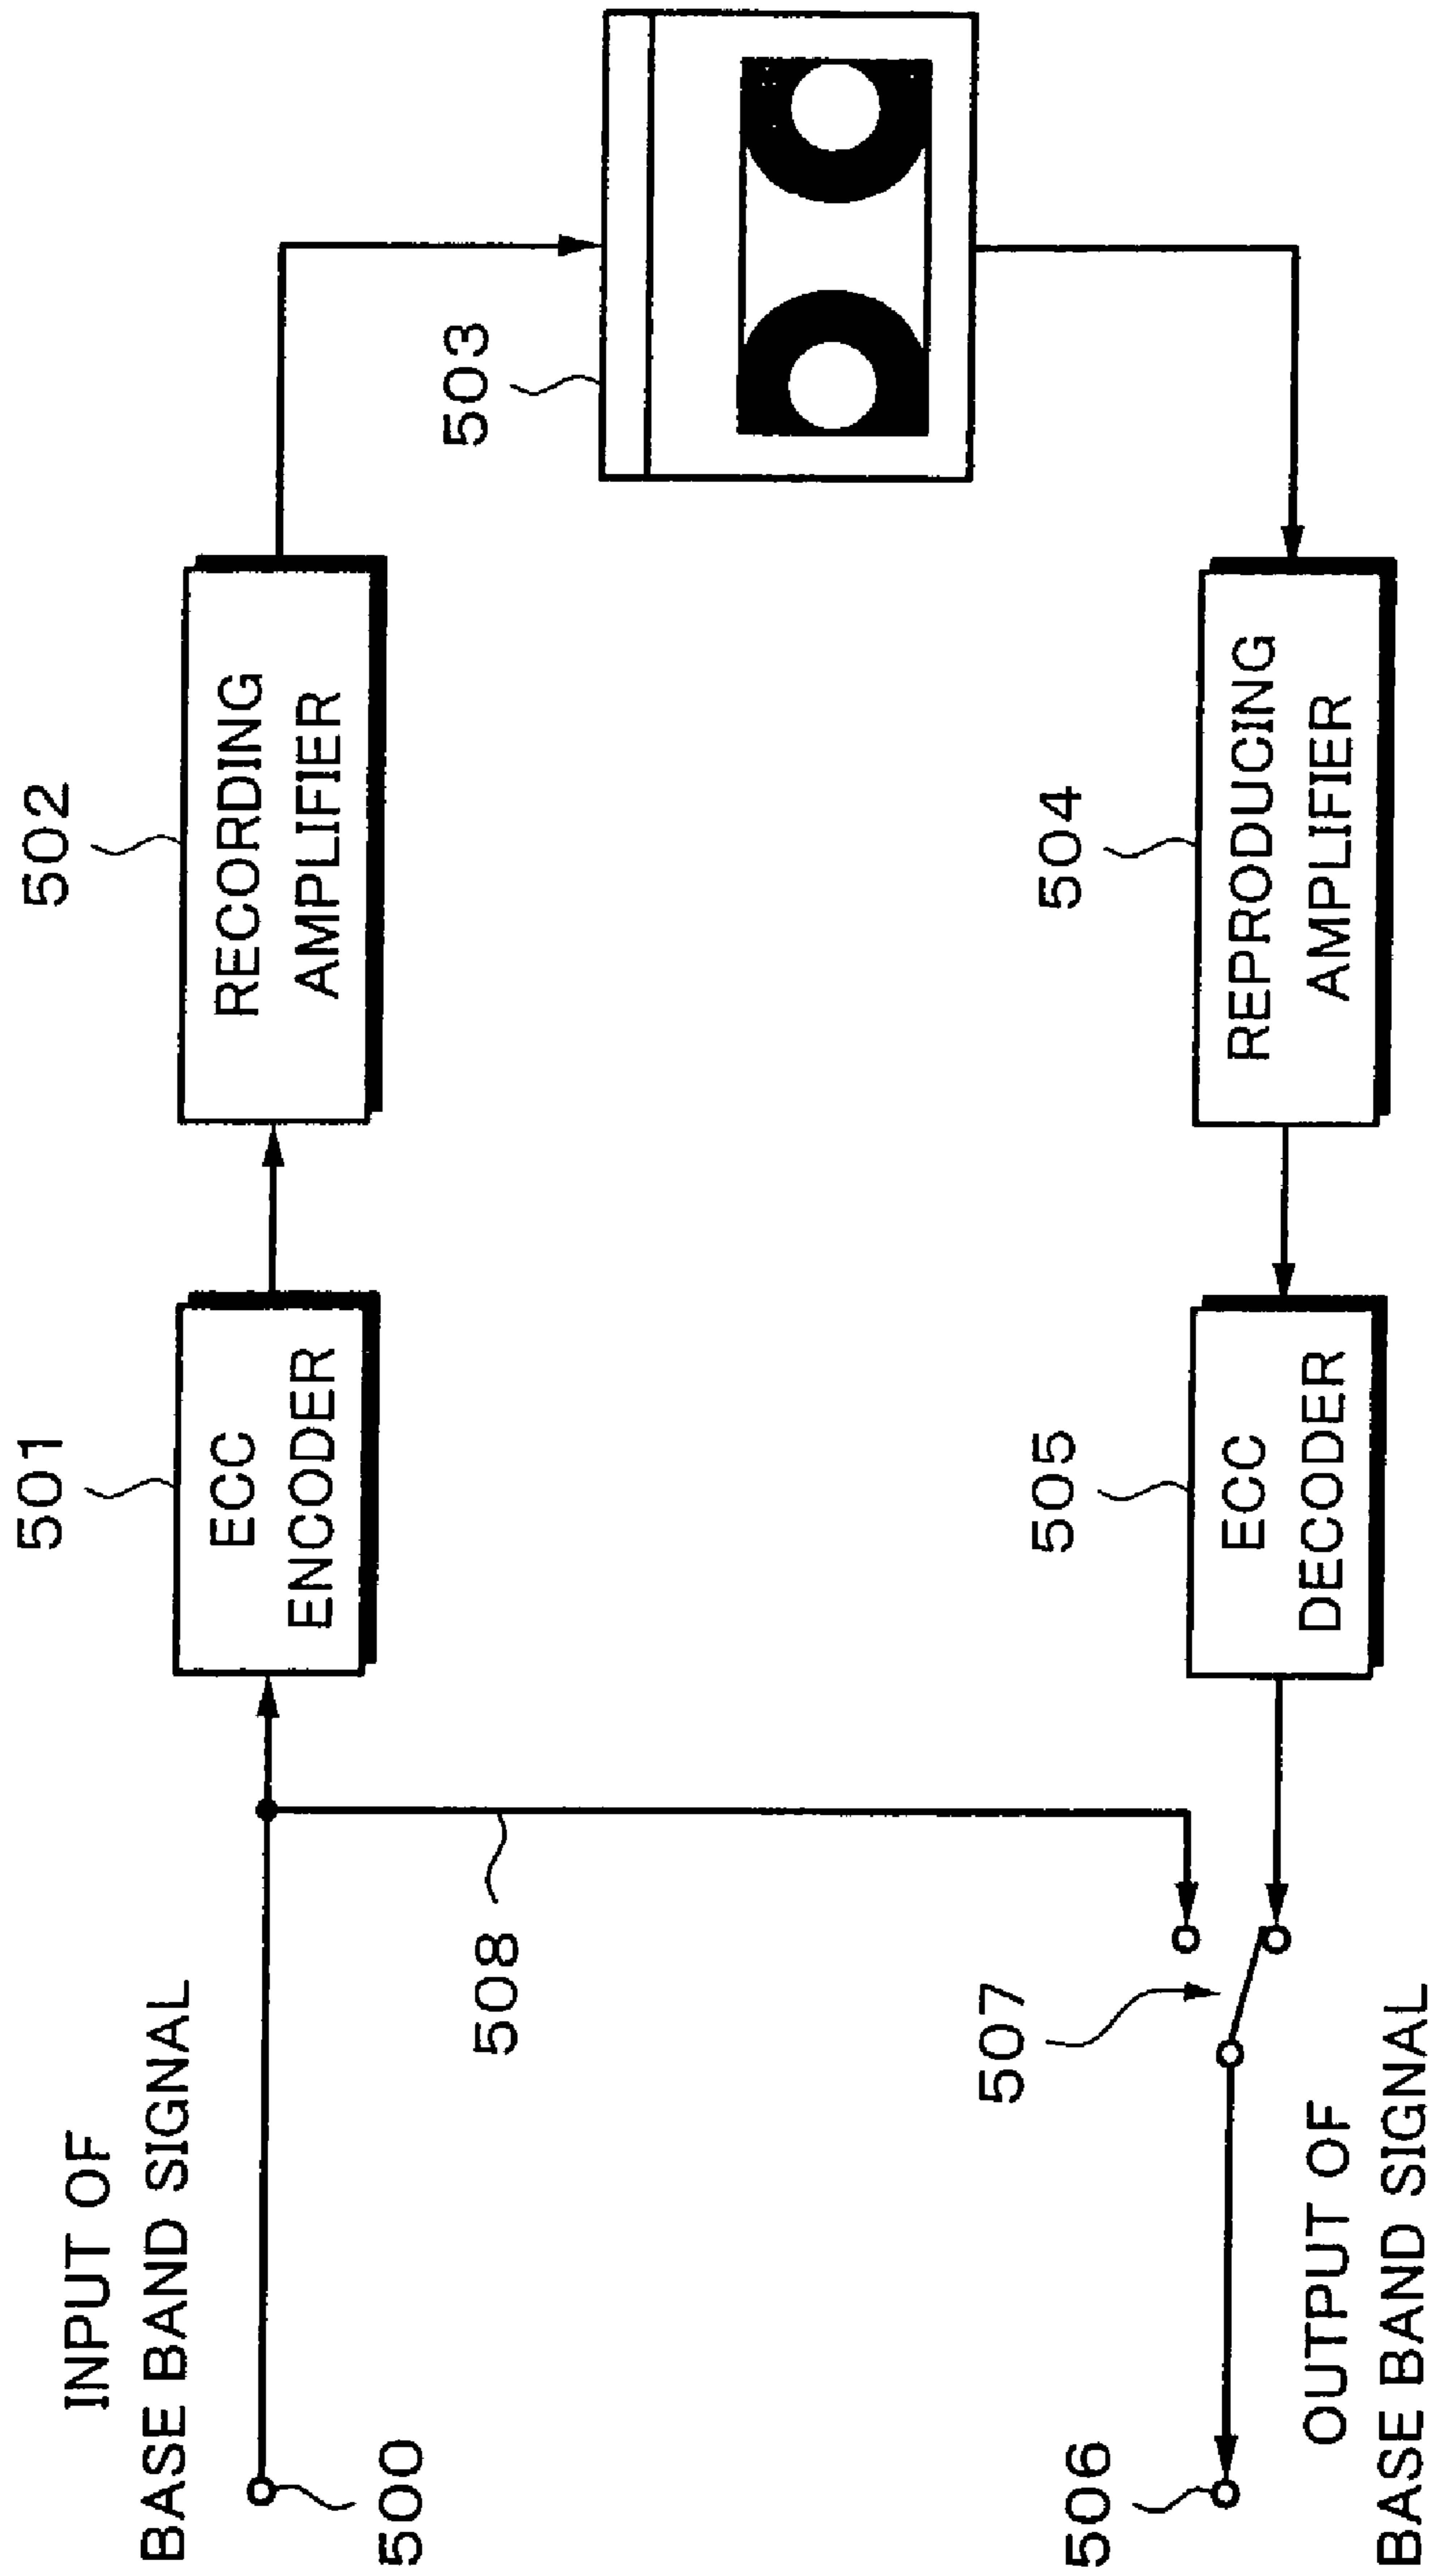 INPUT OF
BASE BAND SIGNAL
500
501
ECC
ENCODER
502
RECORDING
AMPLIFIER
503
508
504
REPRODUCING
AMPLIFIER
505
ECC
DECODER
507
506
OUTPUT OF
BASE BAND SIGNAL